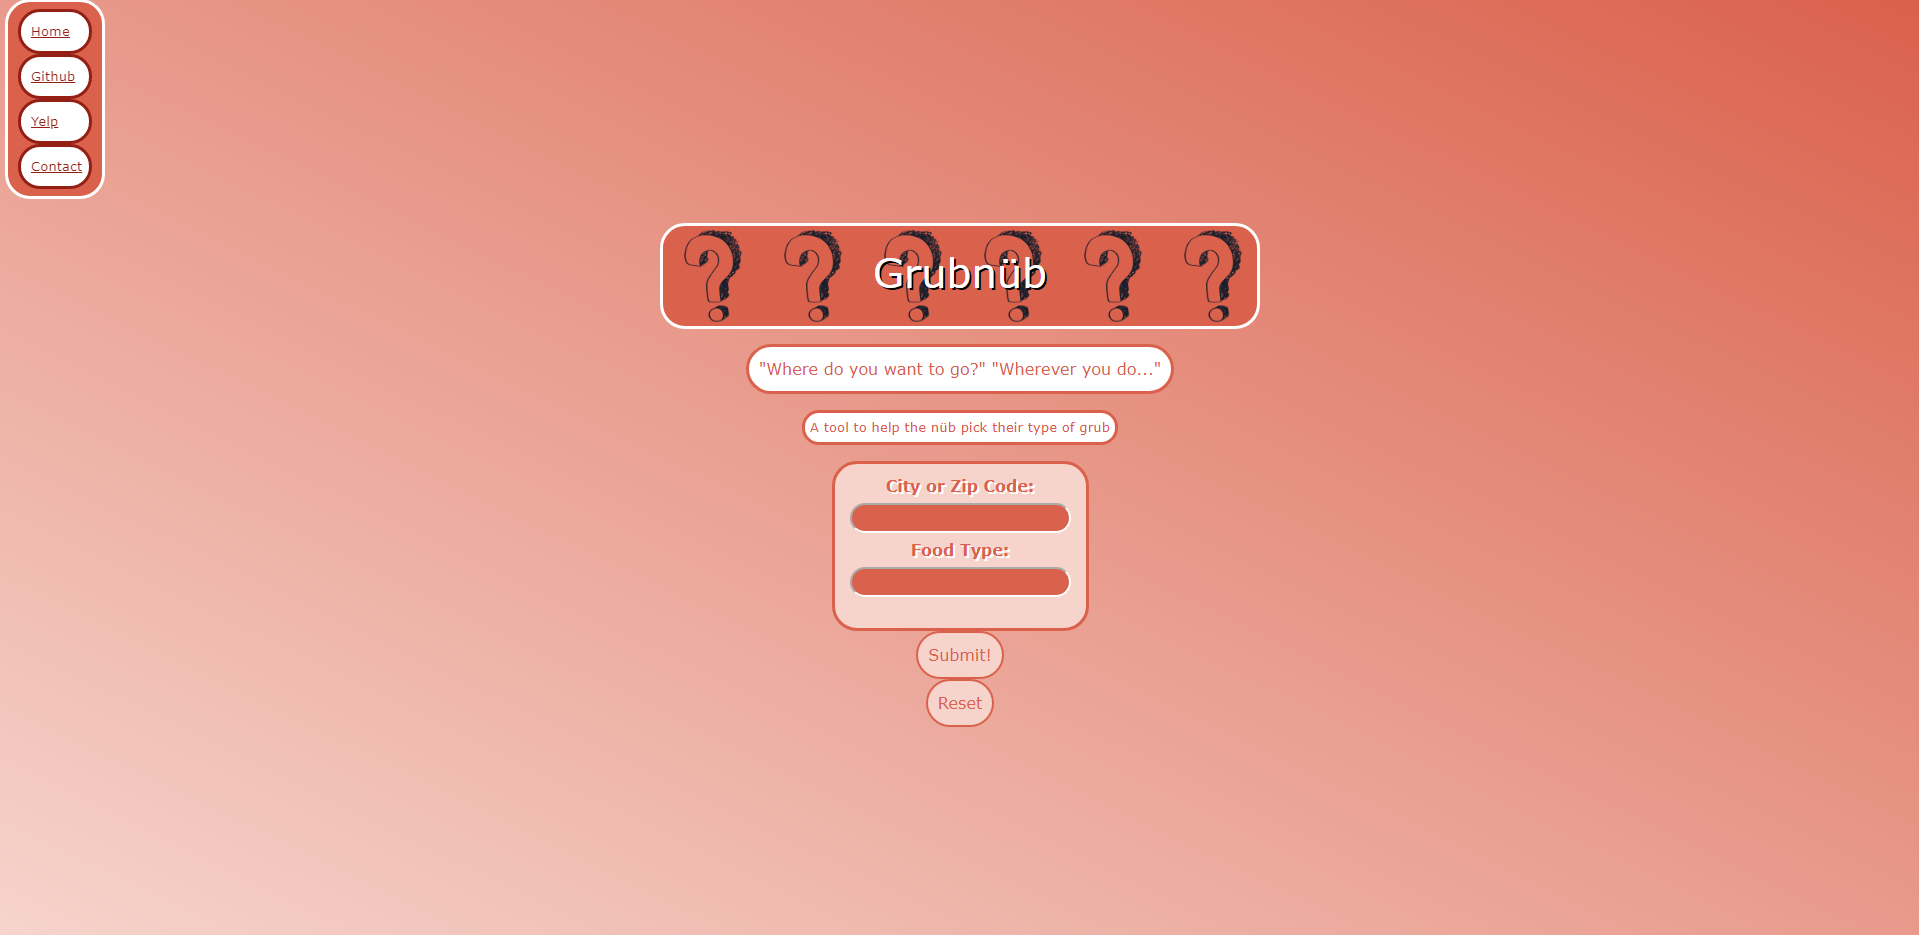 Home
Github
Yelp
Contact
Grubnüb
"Where do you want to go?" "Wherever you do..."
A tool to help the nüb pick their type of grub
City or Zip Code:
Food Type:
Submit!
Reset